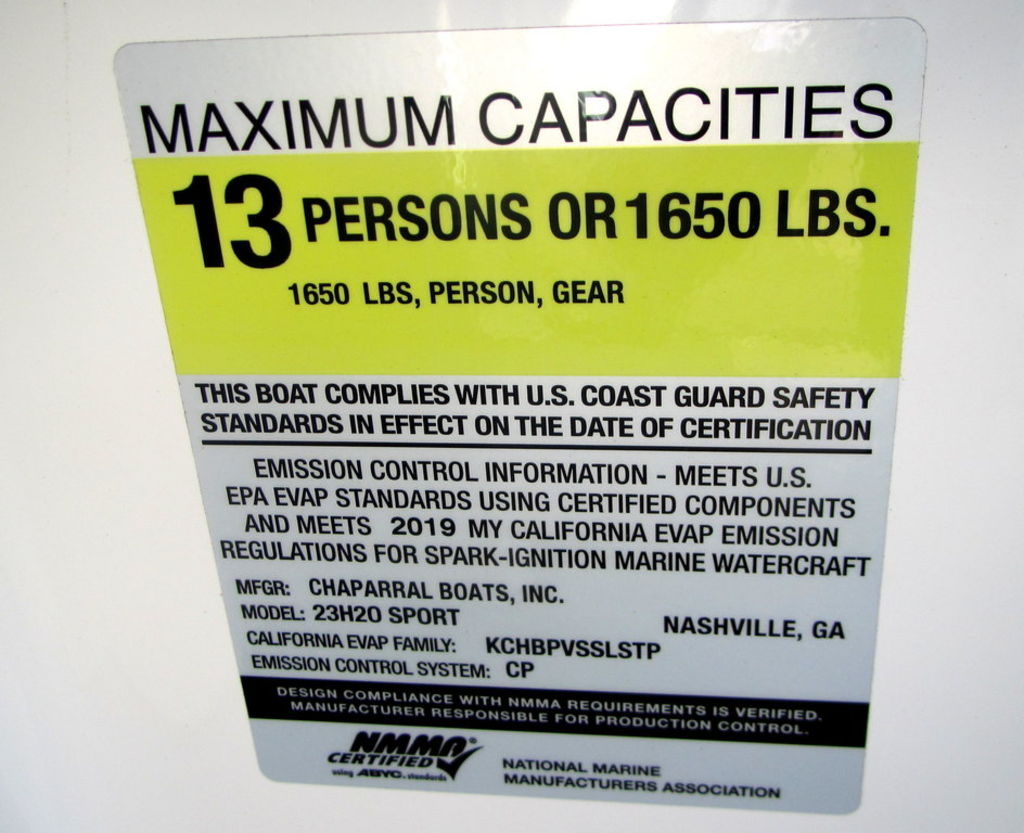 MAXIMUM CAPACITIES
13 PERSONS OR 1650 LBS.
1650 LBS, PERSON, GEAR
THIS BOAT COMPLIES WITH U.S. COAST GUARD SAFETY
STANDARDS IN EFFECT ON THE DATE OF CERTIFICATION
EMISSION CONTROL INFORMATION - MEETS U.S.
EPA EVAP STANDARDS USING CERTIFIED COMPONENTS
AND MEETS 2019 MY CALIFORNIA EVAP EMISSION
REGULATIONS FOR SPARK-IGNITION MARINE WATERCRAFT
MFGR: CHAPARRAL BOATS, INC.
MODEL: 23H20 SPORT
NASHVILLE, GA
CALIFORNIA EVAP FAMILY: KCHBPVSSLSTP
EMISSION CONTROL SYSTEM: CP
DESIGN COMPLIANCE WITH NMMA REQUIREMENTS IS VERIFIED.
MANUFACTURER RESPONSIBLE FOR PRODUCTION CONTROL.
NMMA®
CERTIFIED
using ABYC. standards
NATIONAL MARINE
MANUFACTURERS ASSOCIATION